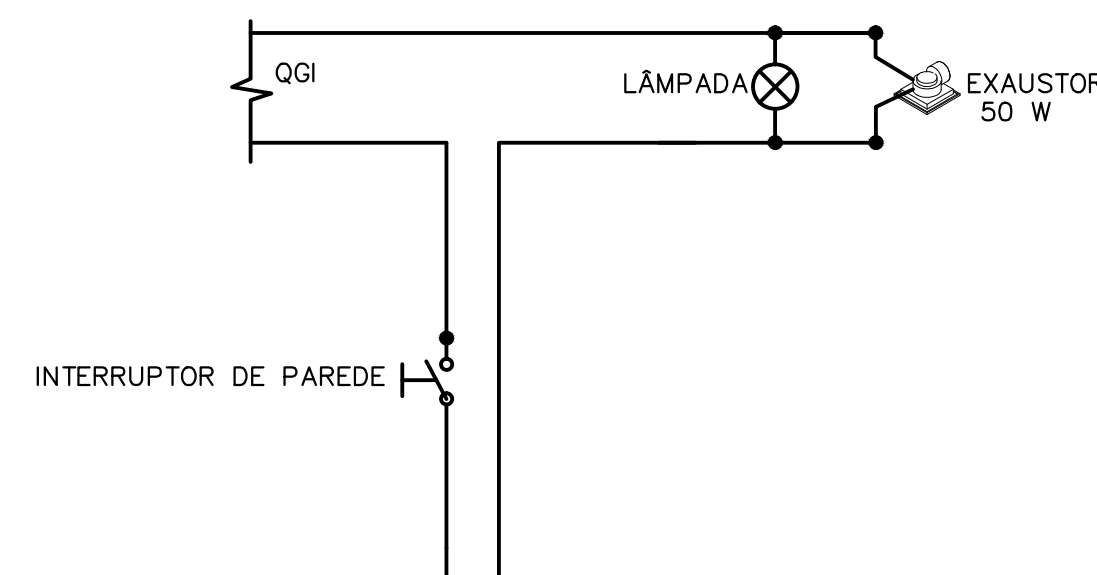 QGI
LÂMPADA
EXAUSTOR
50 W
INTERRUPTOR DE PAREDE